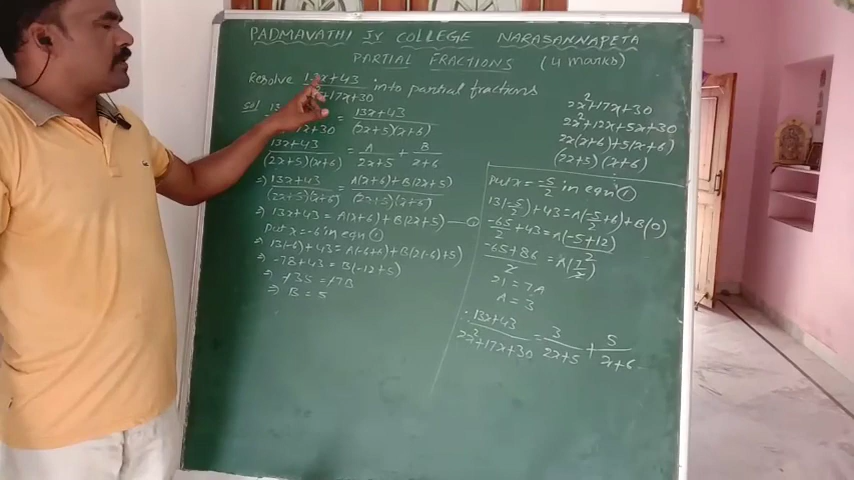 PADMAVATHI Jr COLLEGE NARASANNAPETA
PARTIAL FRACTIONS (4 marks)
Resolve 13x+43 / +17x+30 into partial fractions
Sol 13 / 12+30 = 13x+43 / (2x+5)(x+6)
13x+43 / (2x+5)(x+6) = A / 2x+5 + B / x+6
⇒ 13x+43 / (2x+5)(x+6) = A(x+6)+B(2x+5) / (2x+5)(x+6)
⇒ 13x+43 = A(x+6)+B(2x+5) — ①
Put x=-6 in eqn ①
⇒ 13(-6)+43 = A(-6+6)+B(2(-6)+5)
⇒ -78+43 = B(-12+5)
⇒ -35 = -7B
⇒ B = 5
2x²+17x+30
2x²+12x+5x+30
2x(x+6)+5(x+6)
(2x+5)(x+6)
Put x = -5/2 in eqn ①
13(-5/2)+43 = A(-5/2+6)+B(0)
-65/2+43 = A(-5+12 / 2)
-65+86 / 2 = A(7/2)
21 = 7A
A = 3
∴ 13x+43 / 2x²+17x+30 = 3 / 2x+5 + 5 / x+6